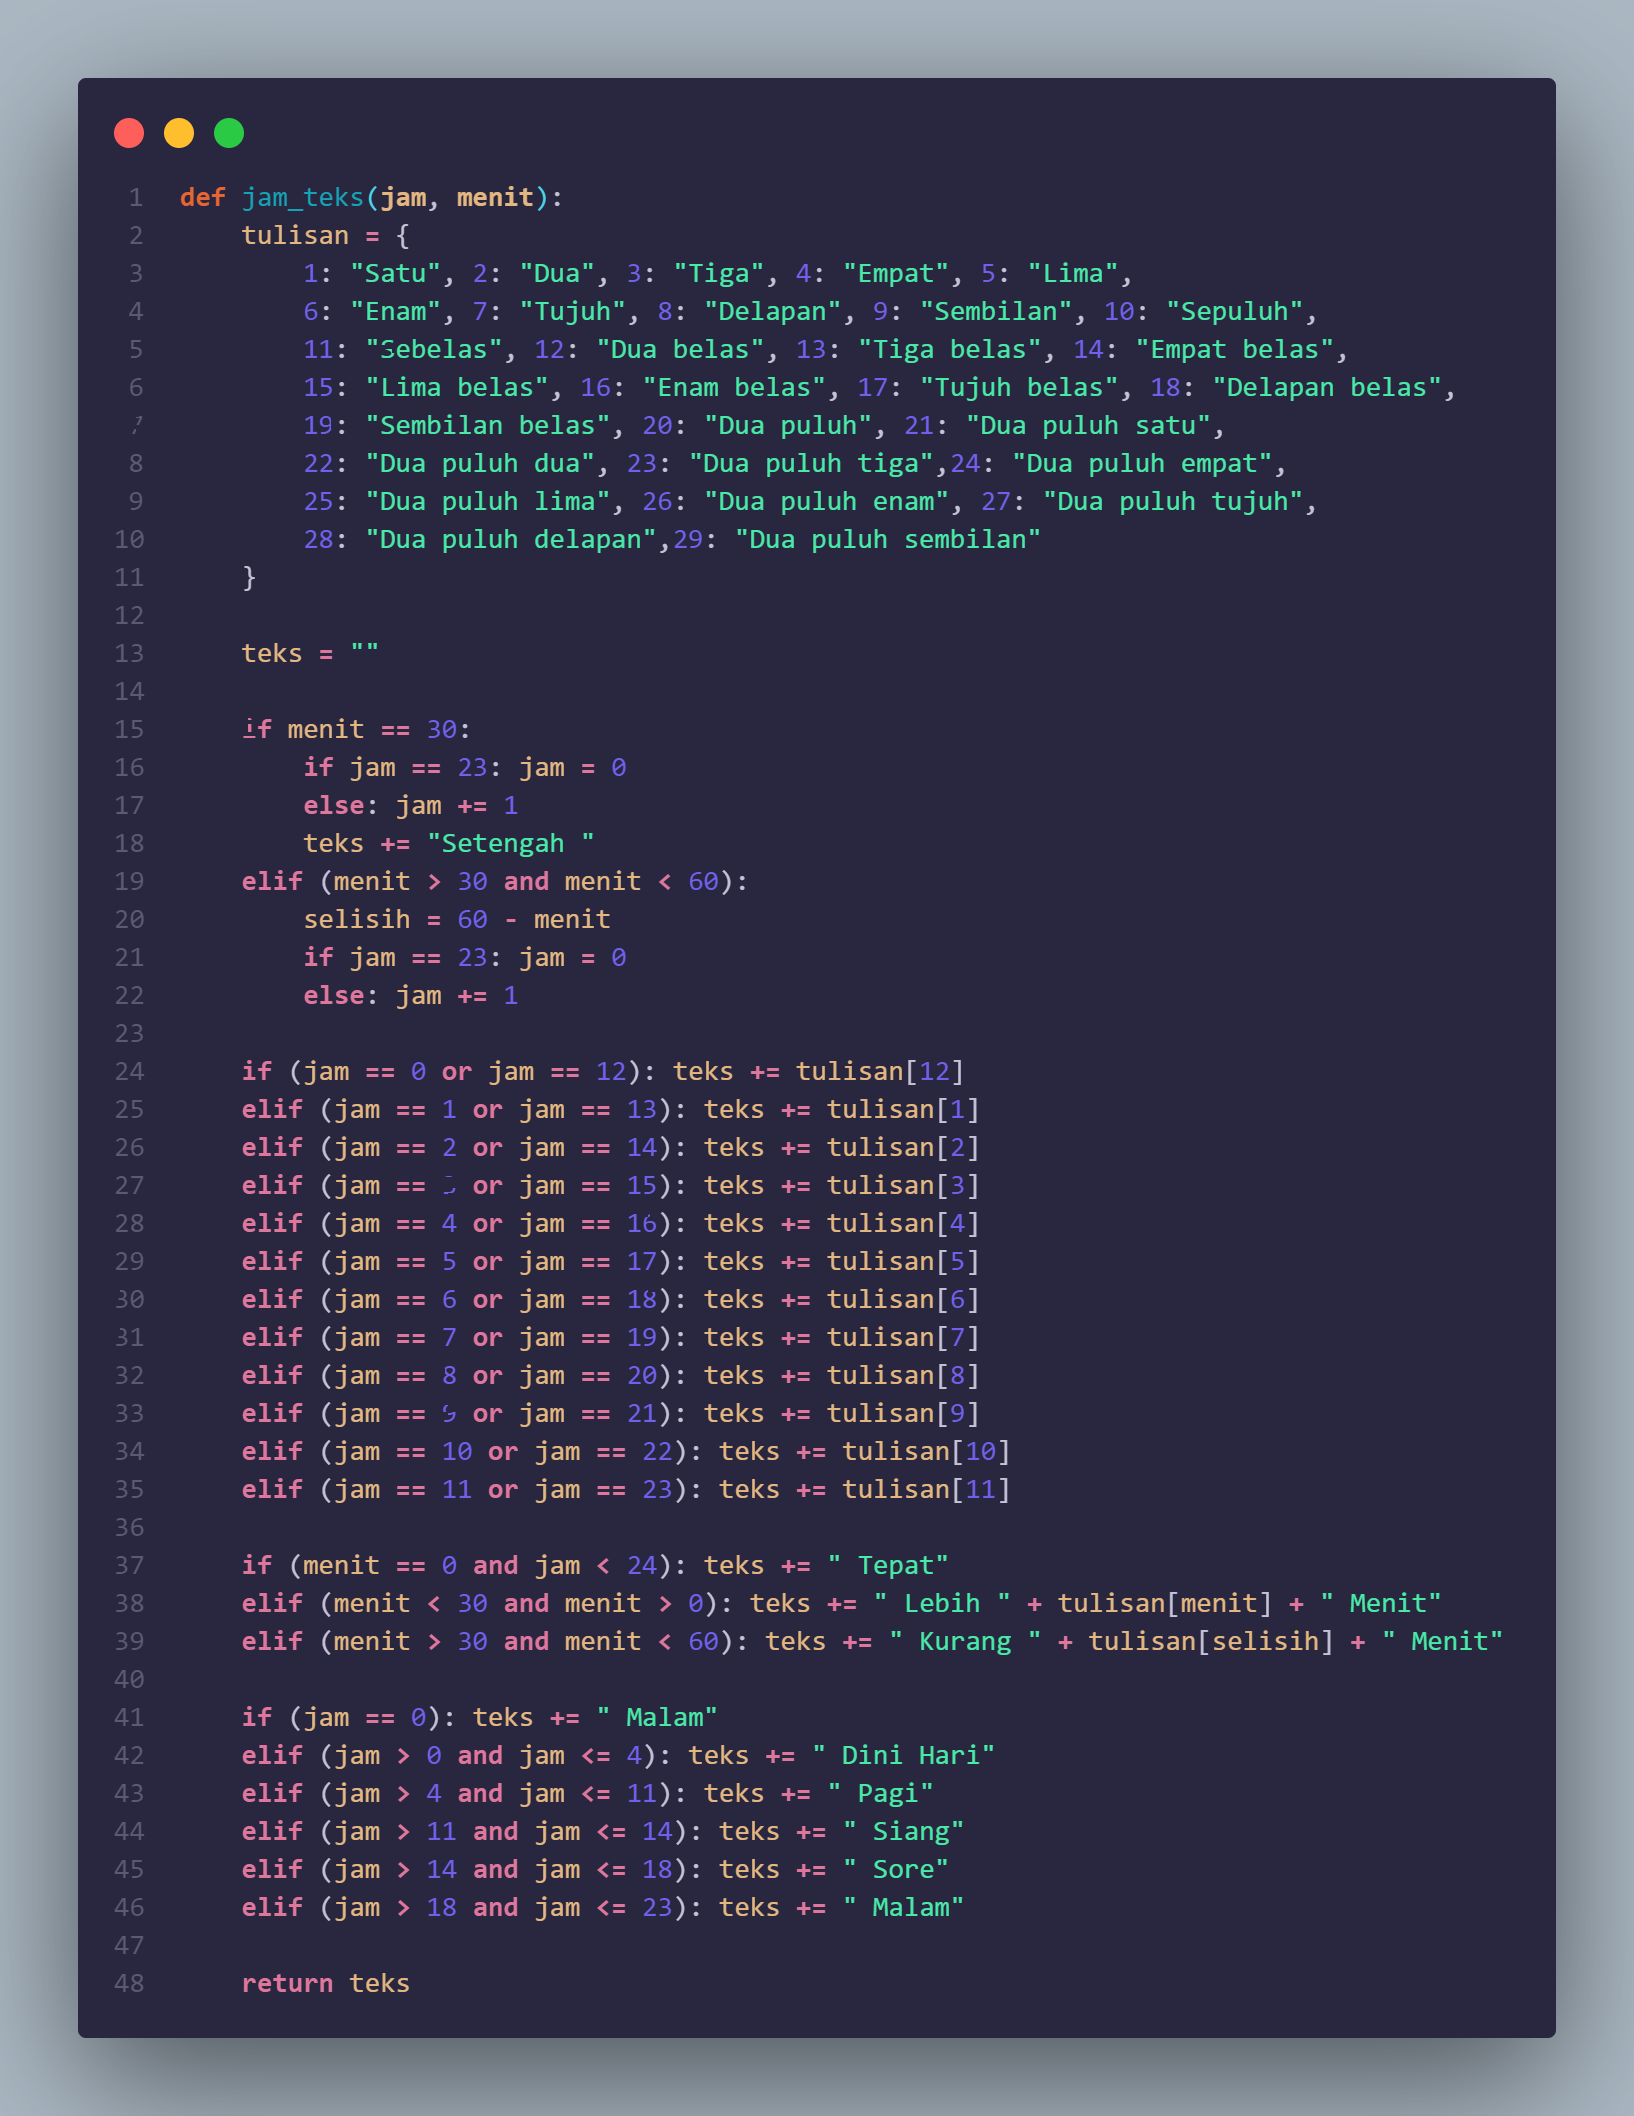 1 def jam_teks(jam, menit):
2     tulisan = {
3         1: "Satu", 2: "Dua", 3: "Tiga", 4: "Empat", 5: "Lima",
4         6: "Enam", 7: "Tujuh", 8: "Delapan", 9: "Sembilan", 10: "Sepuluh",
5         11: "Sebelas", 12: "Dua belas", 13: "Tiga belas", 14: "Empat belas",
6         15: "Lima belas", 16: "Enam belas", 17: "Tujuh belas", 18: "Delapan belas",
7         19: "Sembilan belas", 20: "Dua puluh", 21: "Dua puluh satu",
8         22: "Dua puluh dua", 23: "Dua puluh tiga",24: "Dua puluh empat",
9         25: "Dua puluh lima", 26: "Dua puluh enam", 27: "Dua puluh tujuh",
10         28: "Dua puluh delapan",29: "Dua puluh sembilan"
11     }
12
13     teks = ""
14
15     if menit == 30:
16         if jam == 23: jam = 0
17         else: jam += 1
18         teks += "Setengah "
19     elif (menit > 30 and menit < 60):
20         selisih = 60 - menit
21         if jam == 23: jam = 0
22         else: jam += 1
23
24     if (jam == 0 or jam == 12): teks += tulisan[12]
25     elif (jam == 1 or jam == 13): teks += tulisan[1]
26     elif (jam == 2 or jam == 14): teks += tulisan[2]
27     elif (jam == 3 or jam == 15): teks += tulisan[3]
28     elif (jam == 4 or jam == 16): teks += tulisan[4]
29     elif (jam == 5 or jam == 17): teks += tulisan[5]
30     elif (jam == 6 or jam == 18): teks += tulisan[6]
31     elif (jam == 7 or jam == 19): teks += tulisan[7]
32     elif (jam == 8 or jam == 20): teks += tulisan[8]
33     elif (jam == 9 or jam == 21): teks += tulisan[9]
34     elif (jam == 10 or jam == 22): teks += tulisan[10]
35     elif (jam == 11 or jam == 23): teks += tulisan[11]
36
37     if (menit == 0 and jam < 24): teks += " Tepat"
38     elif (menit < 30 and menit > 0): teks += " Lebih " + tulisan[menit] + " Menit"
39     elif (menit > 30 and menit < 60): teks += " Kurang " + tulisan[selisih] + " Menit"
40
41     if (jam == 0): teks += " Malam"
42     elif (jam > 0 and jam <= 4): teks += " Dini Hari"
43     elif (jam > 4 and jam <= 11): teks += " Pagi"
44     elif (jam > 11 and jam <= 14): teks += " Siang"
45     elif (jam > 14 and jam <= 18): teks += " Sore"
46     elif (jam > 18 and jam <= 23): teks += " Malam"
47
48     return teks